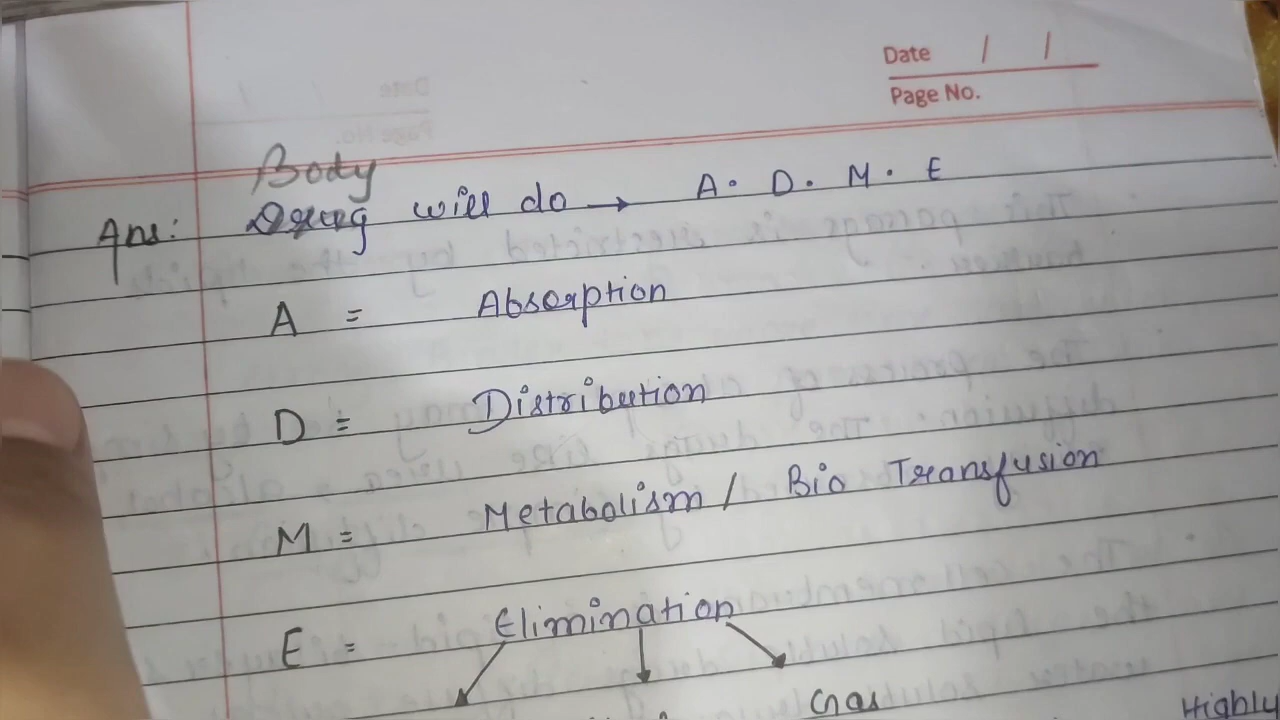 Date / /
Page No.
Body
Ans: Drug will do → A. D. M. E
A = Absorption
D = Distribution
M = Metabolism / Bio Transfusion
E = Elimination
Gas
Highly